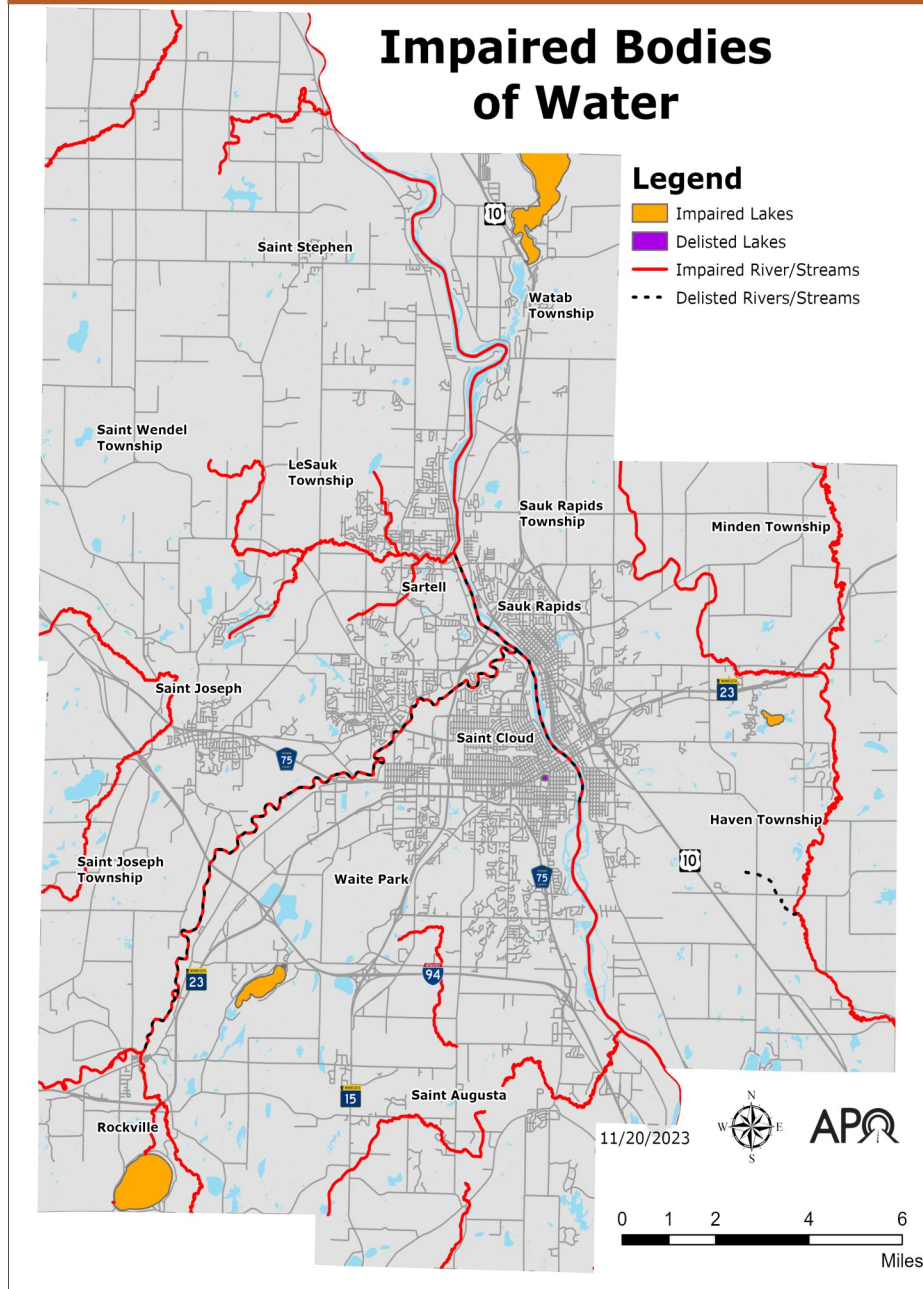 Impaired Bodies
of Water
Legend
Impaired Lakes
Delisted Lakes
Impaired River/Streams
Delisted Rivers/Streams
10
Saint Stephen
Watab
Township
Saint Wendel
Township
LeSauk
Township
Sauk Rapids
Township
Minden Township
Sartell
Sauk Rapids
Saint Joseph
MINNESOTA
23
Saint Cloud
75
Haven Township
10
Saint Joseph
Township
Waite Park
75
MINNESOTA
23
94
MINNESOTA
15
Saint Augusta
Rockville
11/20/2023
N
W
E
S
APO
0 1 2 4 6
Miles